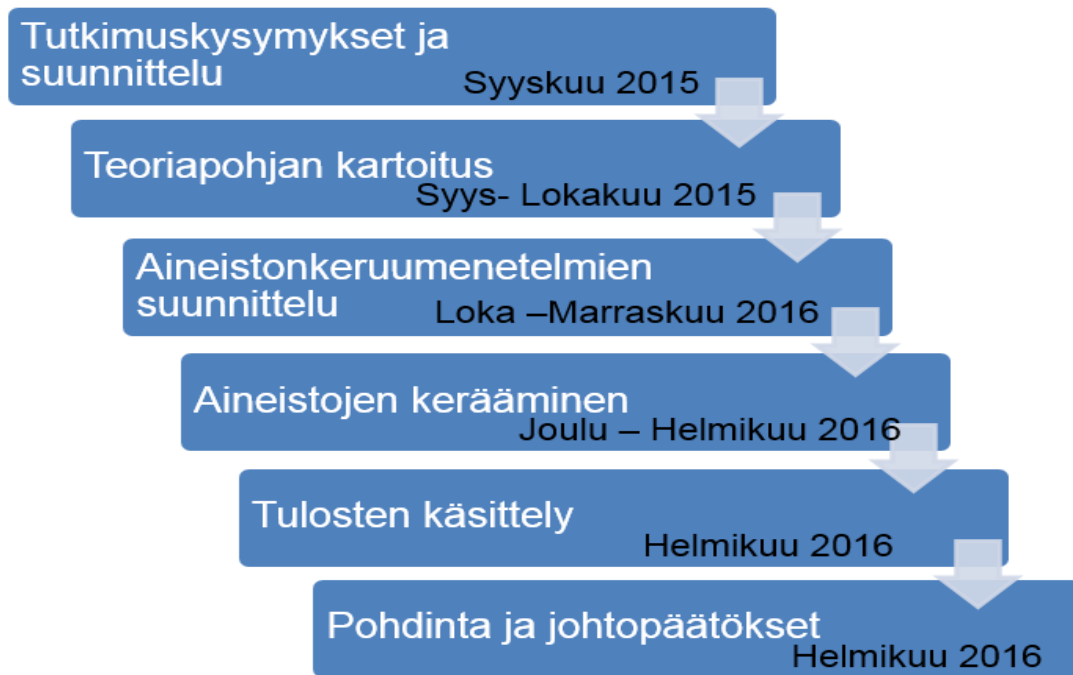 Tutkimuskysymykset ja
suunnittelu
Syyskuu 2015
Teoriapohjan kartoitus
Syys- Lokakuu 2015
Aineistonkeruumenetelmien
suunnittelu
Loka –Marraskuu 2016
Aineistojen kerääminen
Joulu – Helmikuu 2016
Tulosten käsittely
Helmikuu 2016
Pohdinta ja johtopäätökset
Helmikuu 2016